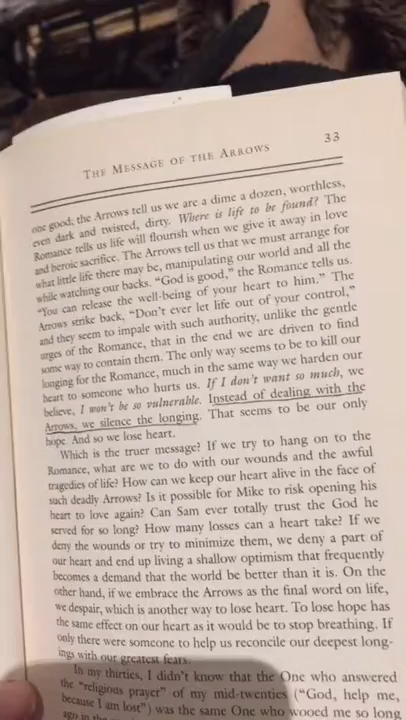 THE MESSAGE OF THE ARROWS 33
one good; the Arrows tell us we are a dime a dozen, worthless,
even dark and twisted, dirty. Where is life to be found? The
Romance tells us life will flourish when we give it away in love
and heroic sacrifice. The Arrows tell us that we must arrange for
what little life there may be, manipulating our world and all the
while watching our backs. “God is good,” the Romance tells us.
“You can release the well-being of your heart to him.” The
Arrows strike back, “Don’t ever let life out of your control,”
and they seem to impale with such authority, unlike the gentle
urges of the Romance, that in the end we are driven to find
some way to contain them. The only way seems to be to kill our
longing for the Romance, much in the same way we harden our
heart to someone who hurts us. If I don’t want so much, we
believe, I won’t be so vulnerable. Instead of dealing with the
Arrows, we silence the longing. That seems to be our only
hope. And so we lose heart.
Which is the truer message? If we try to hang on to the
Romance, what are we to do with our wounds and the awful
tragedies of life? How can we keep our heart alive in the face of
such deadly Arrows? Is it possible for Mike to risk opening his
heart to love again? Can Sam ever totally trust the God he
served for so long? How many losses can a heart take? If we
deny the wounds or try to minimize them, we deny a part of
our heart and end up living a shallow optimism that frequently
becomes a demand that the world be better than it is. On the
other hand, if we embrace the Arrows as the final word on life,
we despair, which is another way to lose heart. To lose hope has
the same effect on our heart as it would be to stop breathing. If
only there were someone to help us reconcile our deepest long-
ings with our greatest fears.
In my thirties, I didn’t know that the One who answered
the “religious prayer” of my mid-twenties (“God, help me,
because I am lost”) was the same One who wooed me so long
ago in the